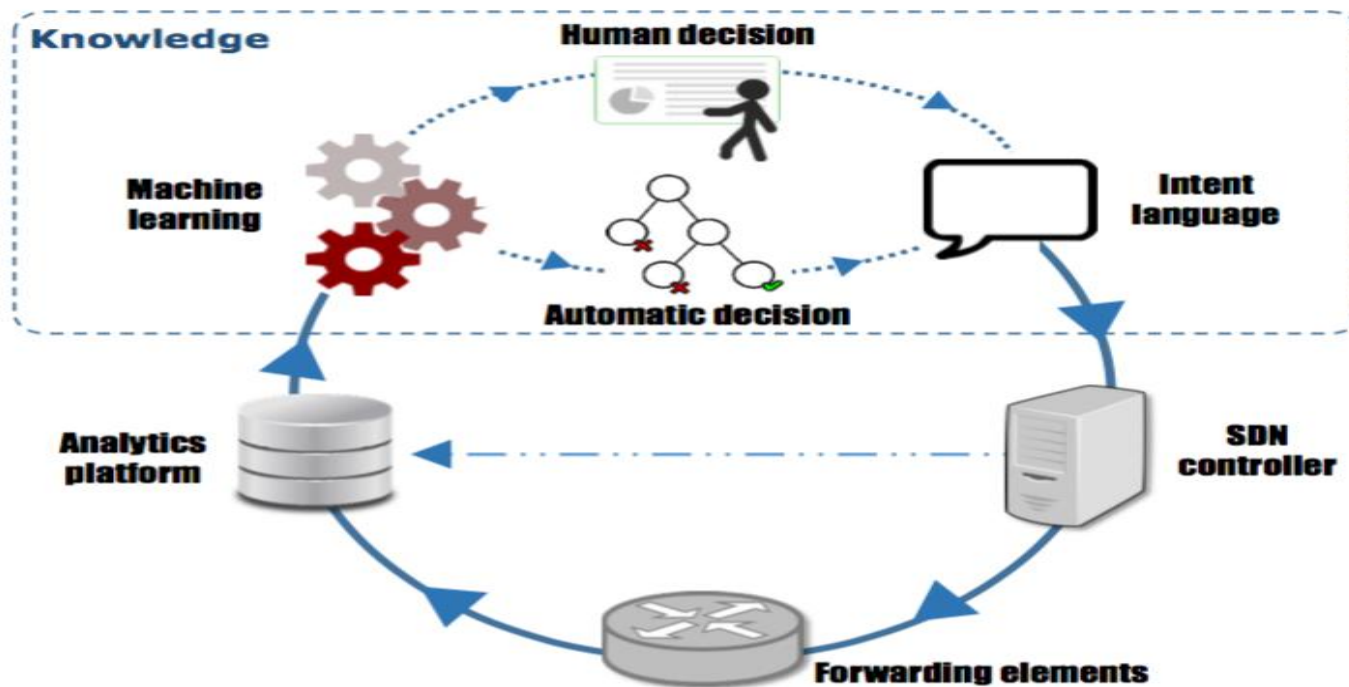 Knowledge
Human decision
Machine
learning
Intent
language
Automatic decision
Analytics
platform
SDN
controller
Forwarding elements